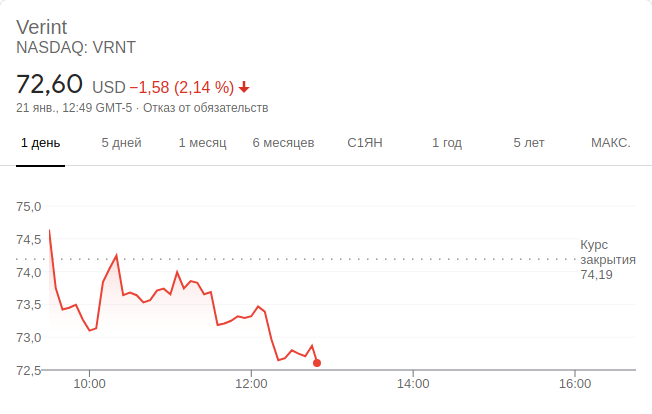 Verint
NASDAQ: VRNT
72,60 USD −1,58 (2,14 %)
21 янв., 12:49 GMT-5 · Отказ от обязательств
1 день 5 дней 1 месяц 6 месяцев С1ЯН 1 год 5 лет МАКС.
75,0
74,5
Курс
закрытия
74,19
74,0
73,5
73,0
72,5
10:00 12:00 14:00 16:00